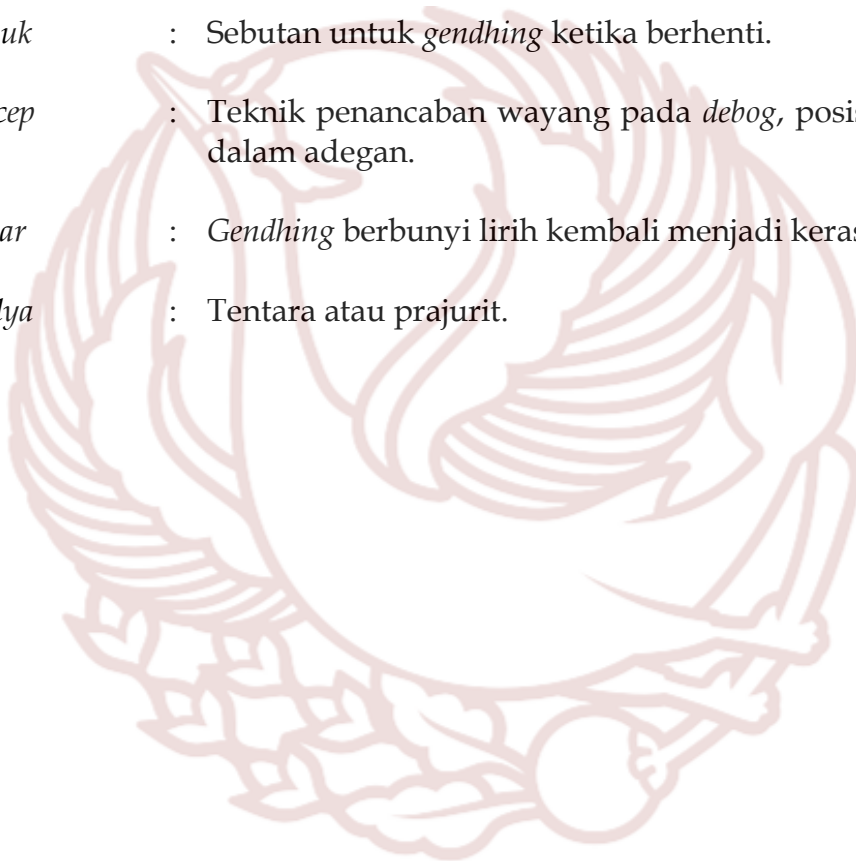 uk : Sebutan untuk gendhing ketika berhenti.
cep : Teknik penancaban wayang pada debog, posis
dalam adegan.
ar : Gendhing berbunyi lirih kembali menjadi keras
lya : Tentara atau prajurit.